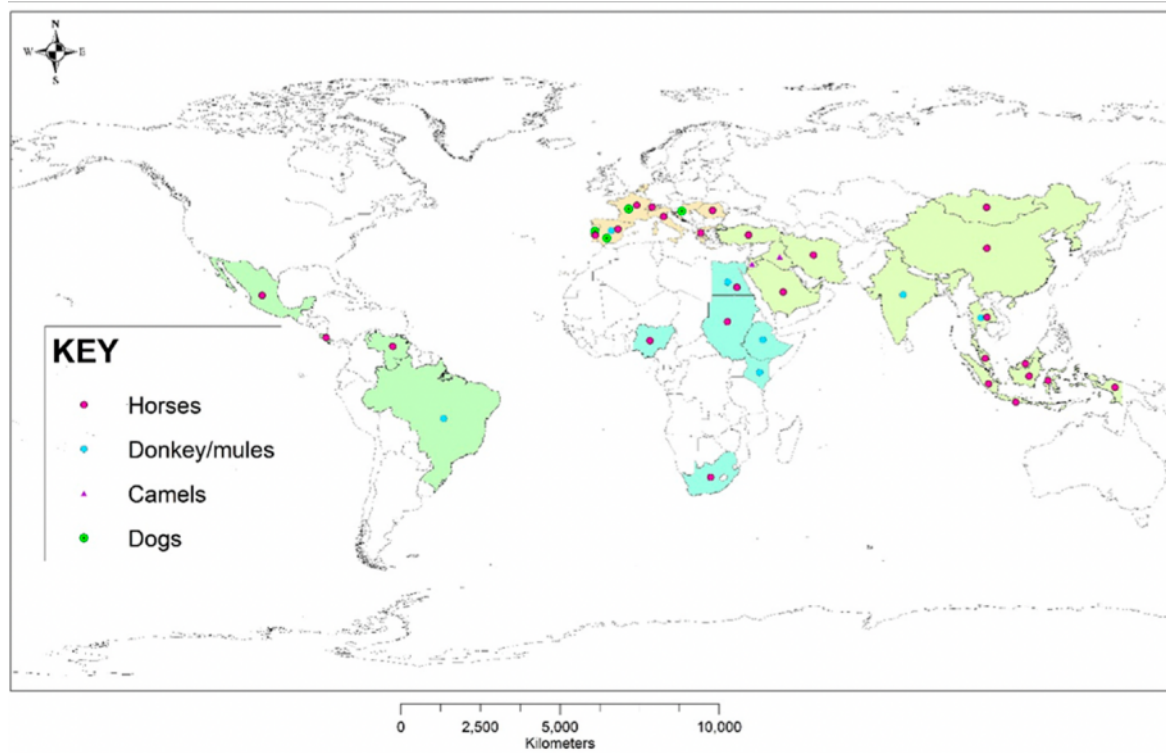 N
W E
S
KEY
Horses
Donkey/mules
Camels
Dogs
0 2,500 5,000 10,000
Kilometers